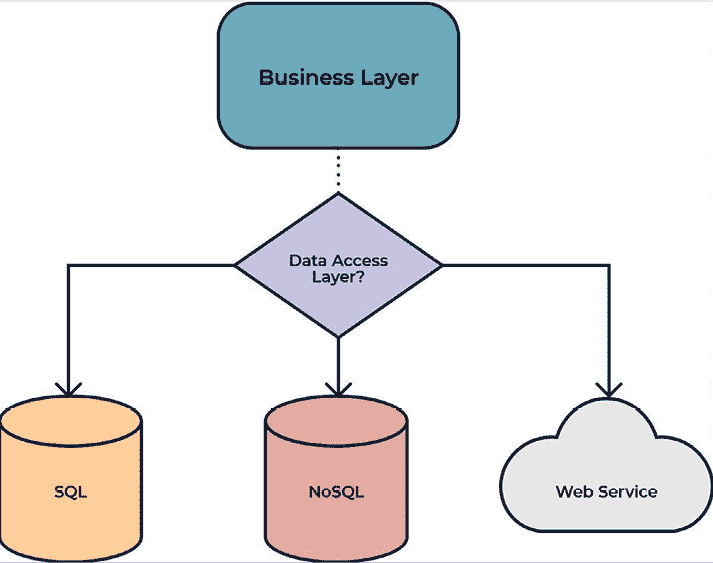 Business Layer
Data Access
Layer?
SQL
NoSQL
Web Service